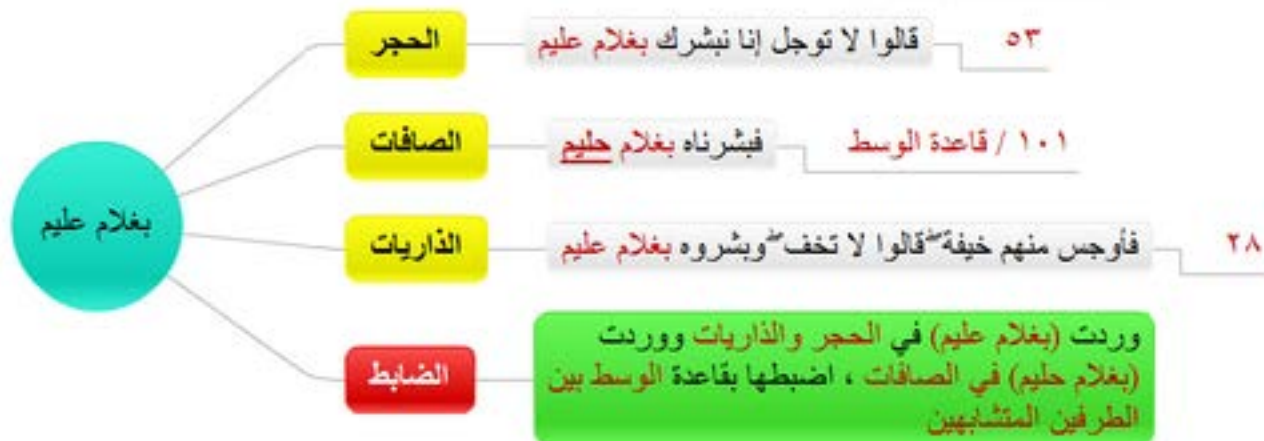 بغلام عليم
الحجر
قالوا لا توجل إنا نبشرك بغلام عليم
٥٣
الصافات
فبشرناه بغلام حليم
١٠١ / قاعدة الوسط
الذاريات
فأوجس منهم خيفة ۖ قالوا لا تخف ۖ وبشروه بغلام عليم
٢٨
الضابط
وردت (بغلام عليم) في الحجر والذاريات ووردت
(بغلام حليم) في الصافات ، اضبطها بقاعدة الوسط بين
الطرفين المتشابهين